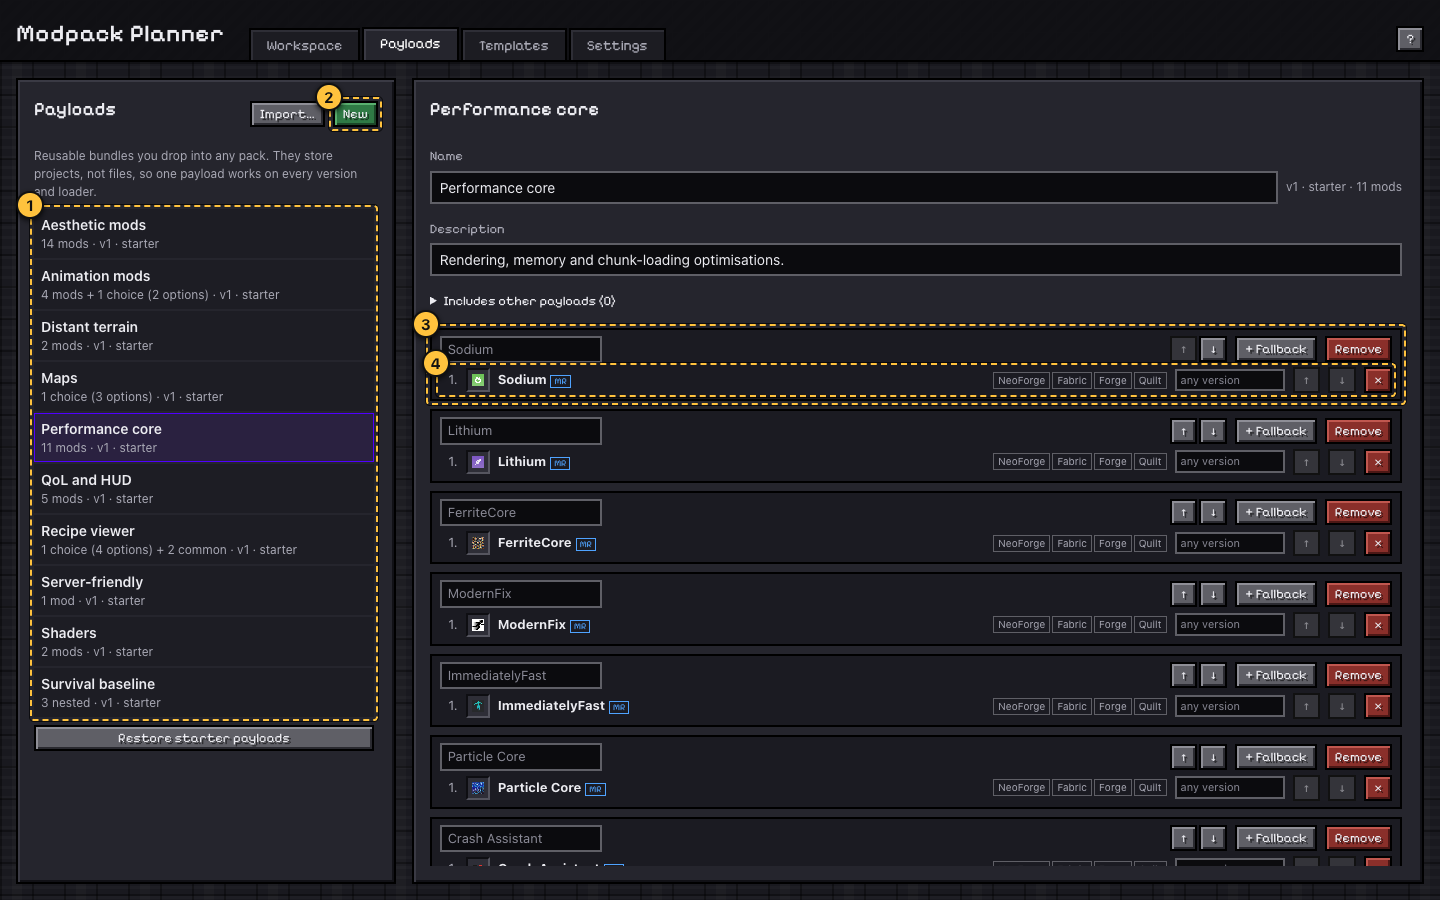 Modpack Planner
Workspace
Payloads
Templates
Settings
?
Payloads
Import...
2
New
Reusable bundles you drop into any pack. They store
projects, not files, so one payload works on every version
and loader.
1
Aesthetic mods
14 mods · v1 · starter
Animation mods
4 mods + 1 choice (2 options) · v1 · starter
Distant terrain
2 mods · v1 · starter
Maps
1 choice (3 options) · v1 · starter
Performance core
11 mods · v1 · starter
QoL and HUD
5 mods · v1 · starter
Recipe viewer
1 choice (4 options) + 2 common · v1 · starter
Server-friendly
1 mod · v1 · starter
Shaders
2 mods · v1 · starter
Survival baseline
3 nested · v1 · starter
Restore starter payloads
Performance core
Name
Performance core
v1 · starter · 11 mods
Description
Rendering, memory and chunk-loading optimisations.
▶ Includes other payloads (0)
3
Sodium
↑ ↓ + Fallback Remove
4
1. Sodium MR NeoForge Fabric Forge Quilt any version ↑ ↓ ×
Lithium
↑ ↓ + Fallback Remove
1. Lithium MR NeoForge Fabric Forge Quilt any version ↑ ↓ ×
FerriteCore
↑ ↓ + Fallback Remove
1. FerriteCore MR NeoForge Fabric Forge Quilt any version ↑ ↓ ×
ModernFix
↑ ↓ + Fallback Remove
1. ModernFix MR NeoForge Fabric Forge Quilt any version ↑ ↓ ×
ImmediatelyFast
↑ ↓ + Fallback Remove
1. ImmediatelyFast MR NeoForge Fabric Forge Quilt any version ↑ ↓ ×
Particle Core
↑ ↓ + Fallback Remove
1. Particle Core MR NeoForge Fabric Forge Quilt any version ↑ ↓ ×
Crash Assistant
↑ ↓ + Fallback Remove